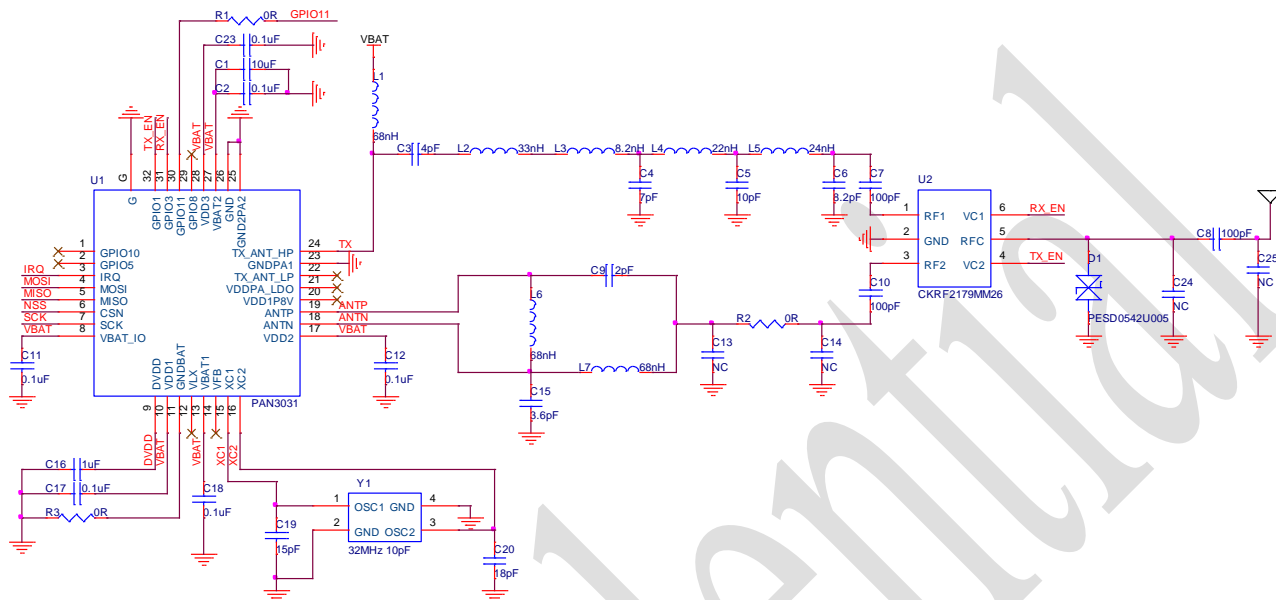 R1 0R GPIO11
C23 0.1uF
C1 10uF
C2 0.1uF
VBAT
L1
68nH
TX_EN
RX_EN
VBAT
VBAT
C3 4pF L2 33nH L3 8.2nH L4 22nH L5 24nH
C4
7pF
C5
10pF
C6
8.2pF
C7
100pF
U1
G 32 31 30 29 28 27 26 25
G
GPIO1
GPIO3
GPIO11
GPIO8
VDD3
VBAT2
GND
GND2PA2
1 GPIO10
2 GPIO5
IRQ 3 IRQ
MOSI 4 MOSI
MISO 5 MISO
NSS 6 CSN
SCK 7 SCK
VBAT 8 VBAT_IO
TX_ANT_HP 24 TX
GNDPA1 23
TX_ANT_LP 22
VDDPA_LDO 21
VDD1P8V 20
ANTP 19 ANTP
ANTN 18 ANTN
VDD2 17 VBAT
DVDD
VDD1
GNDBAT
VLX
VBAT1
VFB
XC1
XC2
PAN3031
9 10 11 12 13 14 15 16
DVDD
VBAT
VBAT
XC1
XC2
C11
0.1uF
C12
0.1uF
C9 2pF
L6
68nH
L7 68nH
C15
3.6pF
C13
NC
R2 0R
C14
NC
C10
100pF
U2
1 RF1 VC1 6 RX_EN
2 GND RFC 5
3 RF2 VC2 4 TX_EN
CKRF2179MM26
D1
PESD0542U005
C24
NC
C8 100pF
C25
NC
C16 1uF
C17 0.1uF
R3 0R
C18
0.1uF
Y1
1 OSC1 GND 4
2 GND OSC2 3
32MHz 10pF
C19
15pF
C20
18pF
dential